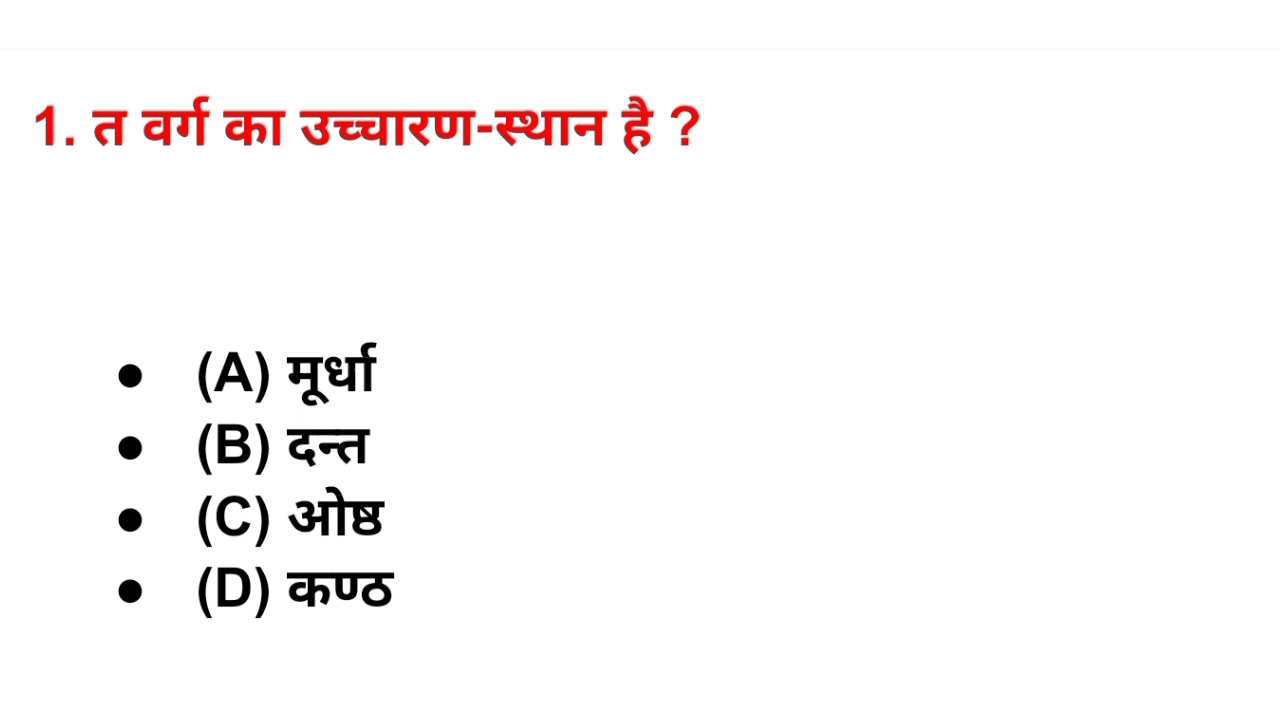 1. त वर्ग का उच्चारण-स्थान है ?
● (A) मूर्धा
● (B) दन्त
● (C) ओष्ठ
● (D) कण्ठ